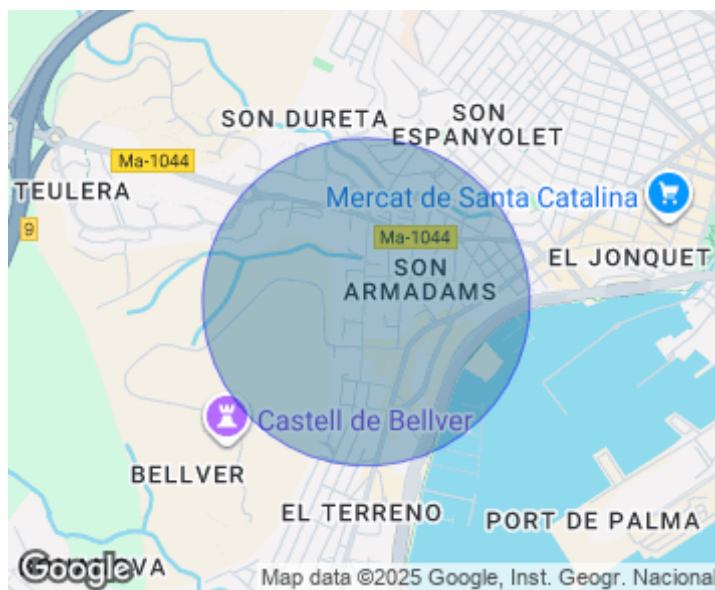 SON DURETA
SON
ESPANYOLET
Ma-1044
TEULERA
Mercat de Santa Catalina
9
Ma-1044
EL JONQUET
SON
ARMADAMS
Castell de Bellver
BELLVER
EL TERRENO
PORT DE PALMA
Google
Map data ©2025 Google, Inst. Geogr. Nacional